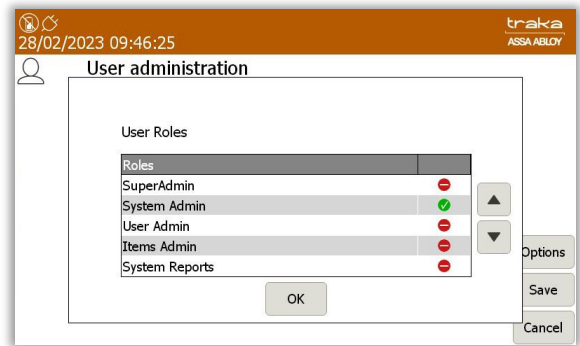 traka
28/02/2023 09:46:25
ASSA ABLOY
User administration
User Roles
Roles
SuperAdmin
System Admin
User Admin
Items Admin
System Reports
OK
Options
Save
Cancel